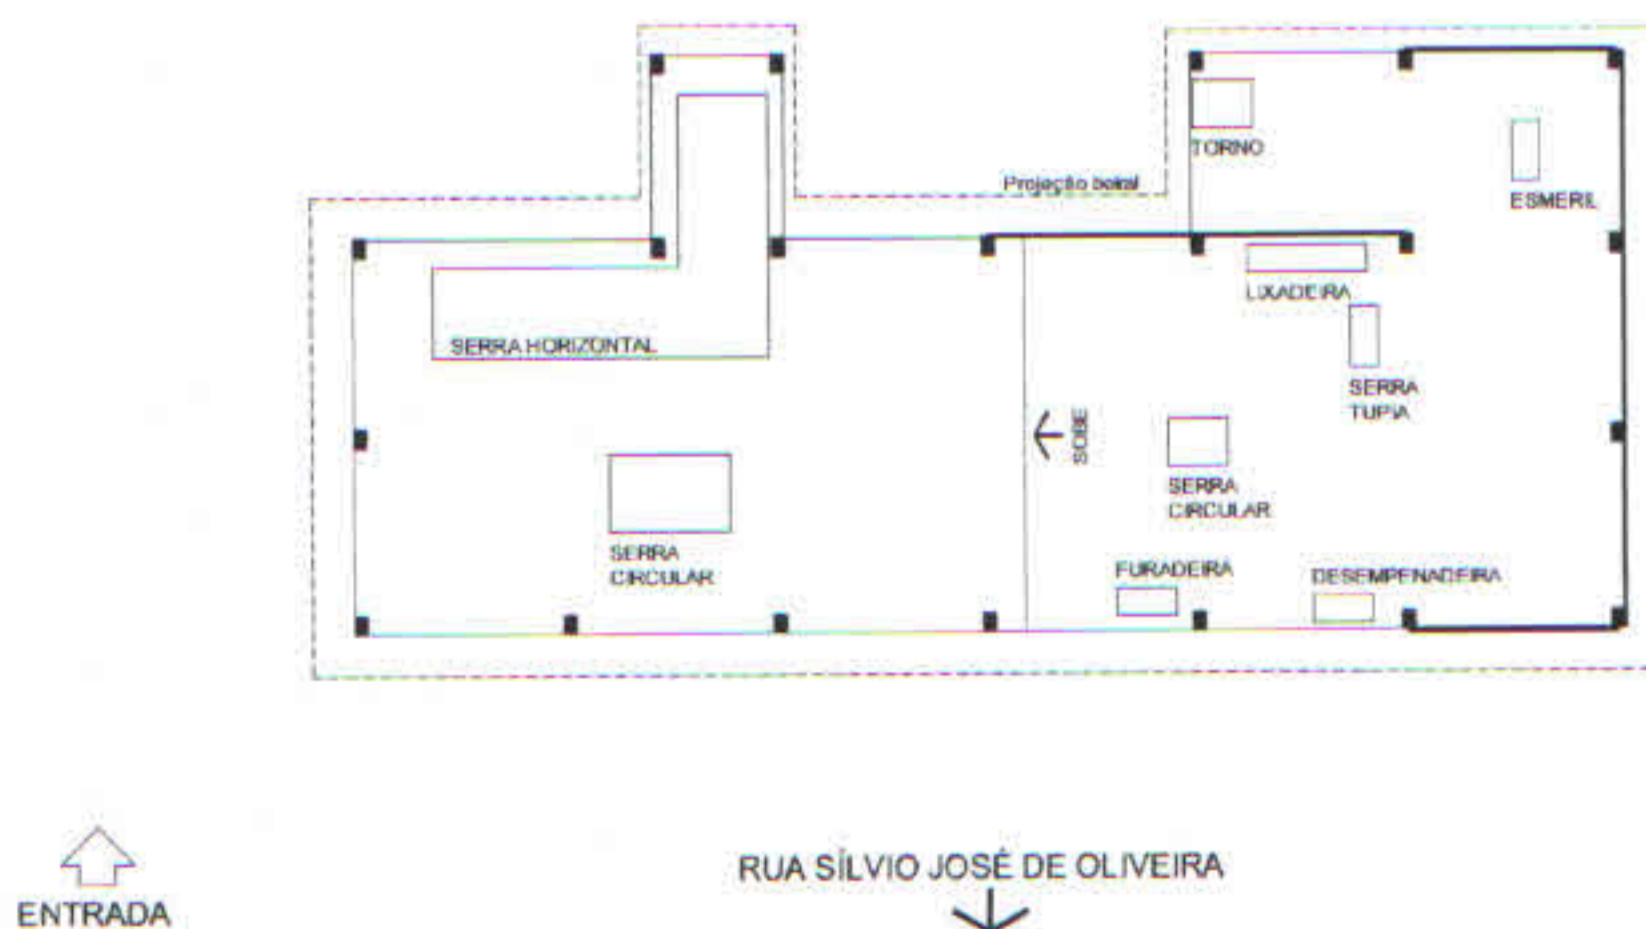 TORNO
Projeção beiral
ESMERIL
LIXADEIRA
SERRA HORIZONTAL
SERRA
TUPIA
SOBE
SERRA
CIRCULAR
SERRA
CIRCULAR
FURADEIRA
DESEMPENADEIRA
RUA SÍLVIO JOSÉ DE OLIVEIRA
ENTRADA